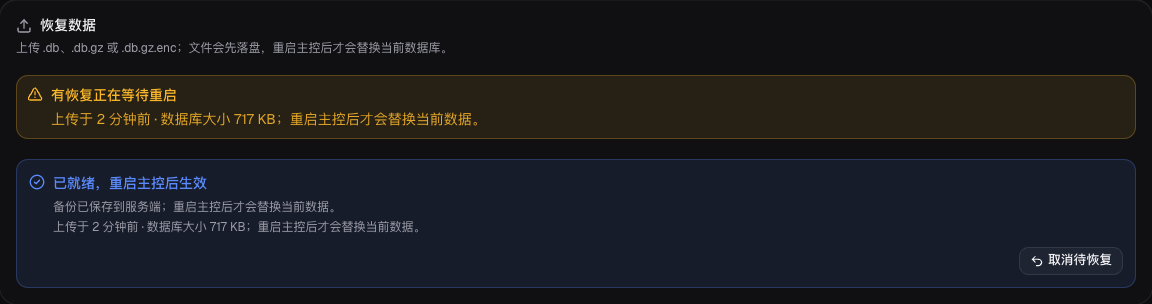 恢复数据
上传 .db、.db.gz 或 .db.gz.enc；文件会先落盘，重启主控后才会替换当前数据库。
有恢复正在等待重启
上传于 2 分钟前 · 数据库大小 717 KB；重启主控后才会替换当前数据。
已就绪，重启主控后生效
备份已保存到服务端；重启主控后才会替换当前数据。
上传于 2 分钟前 · 数据库大小 717 KB；重启主控后才会替换当前数据。
取消待恢复